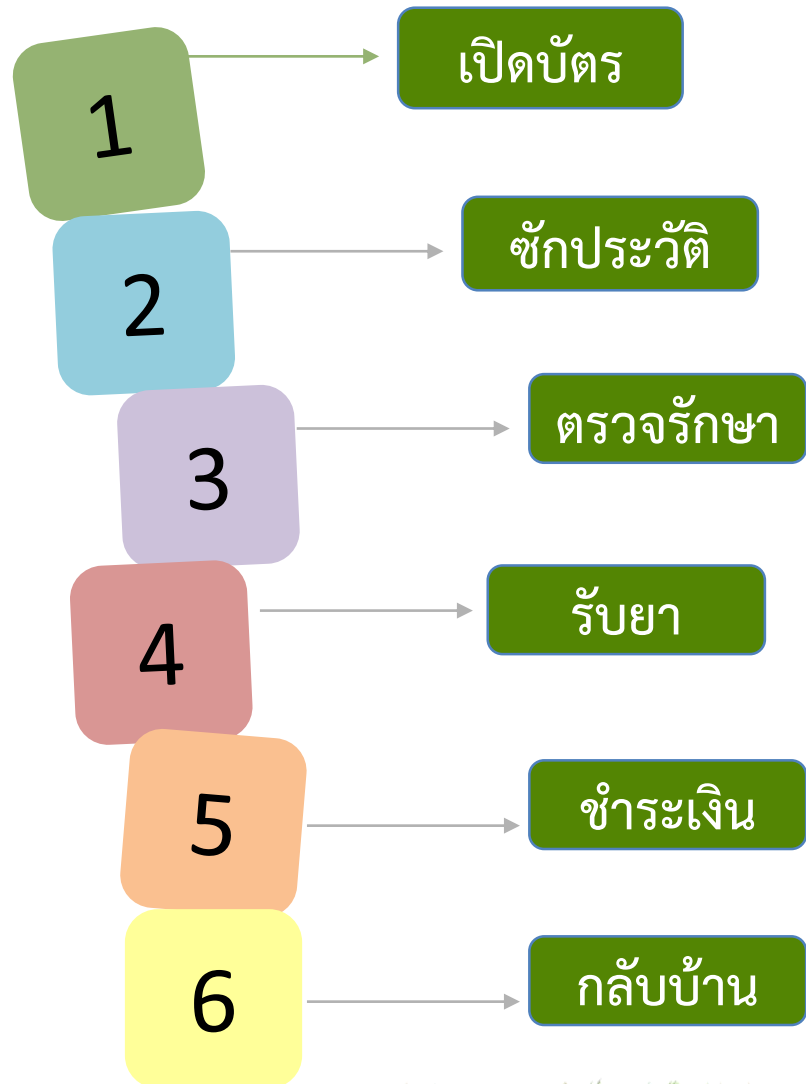 1
เปิดบัตร
2
ซักประวัติ
3
ตรวจรักษา
4
รับยา
5
ชำระเงิน
6
กลับบ้าน